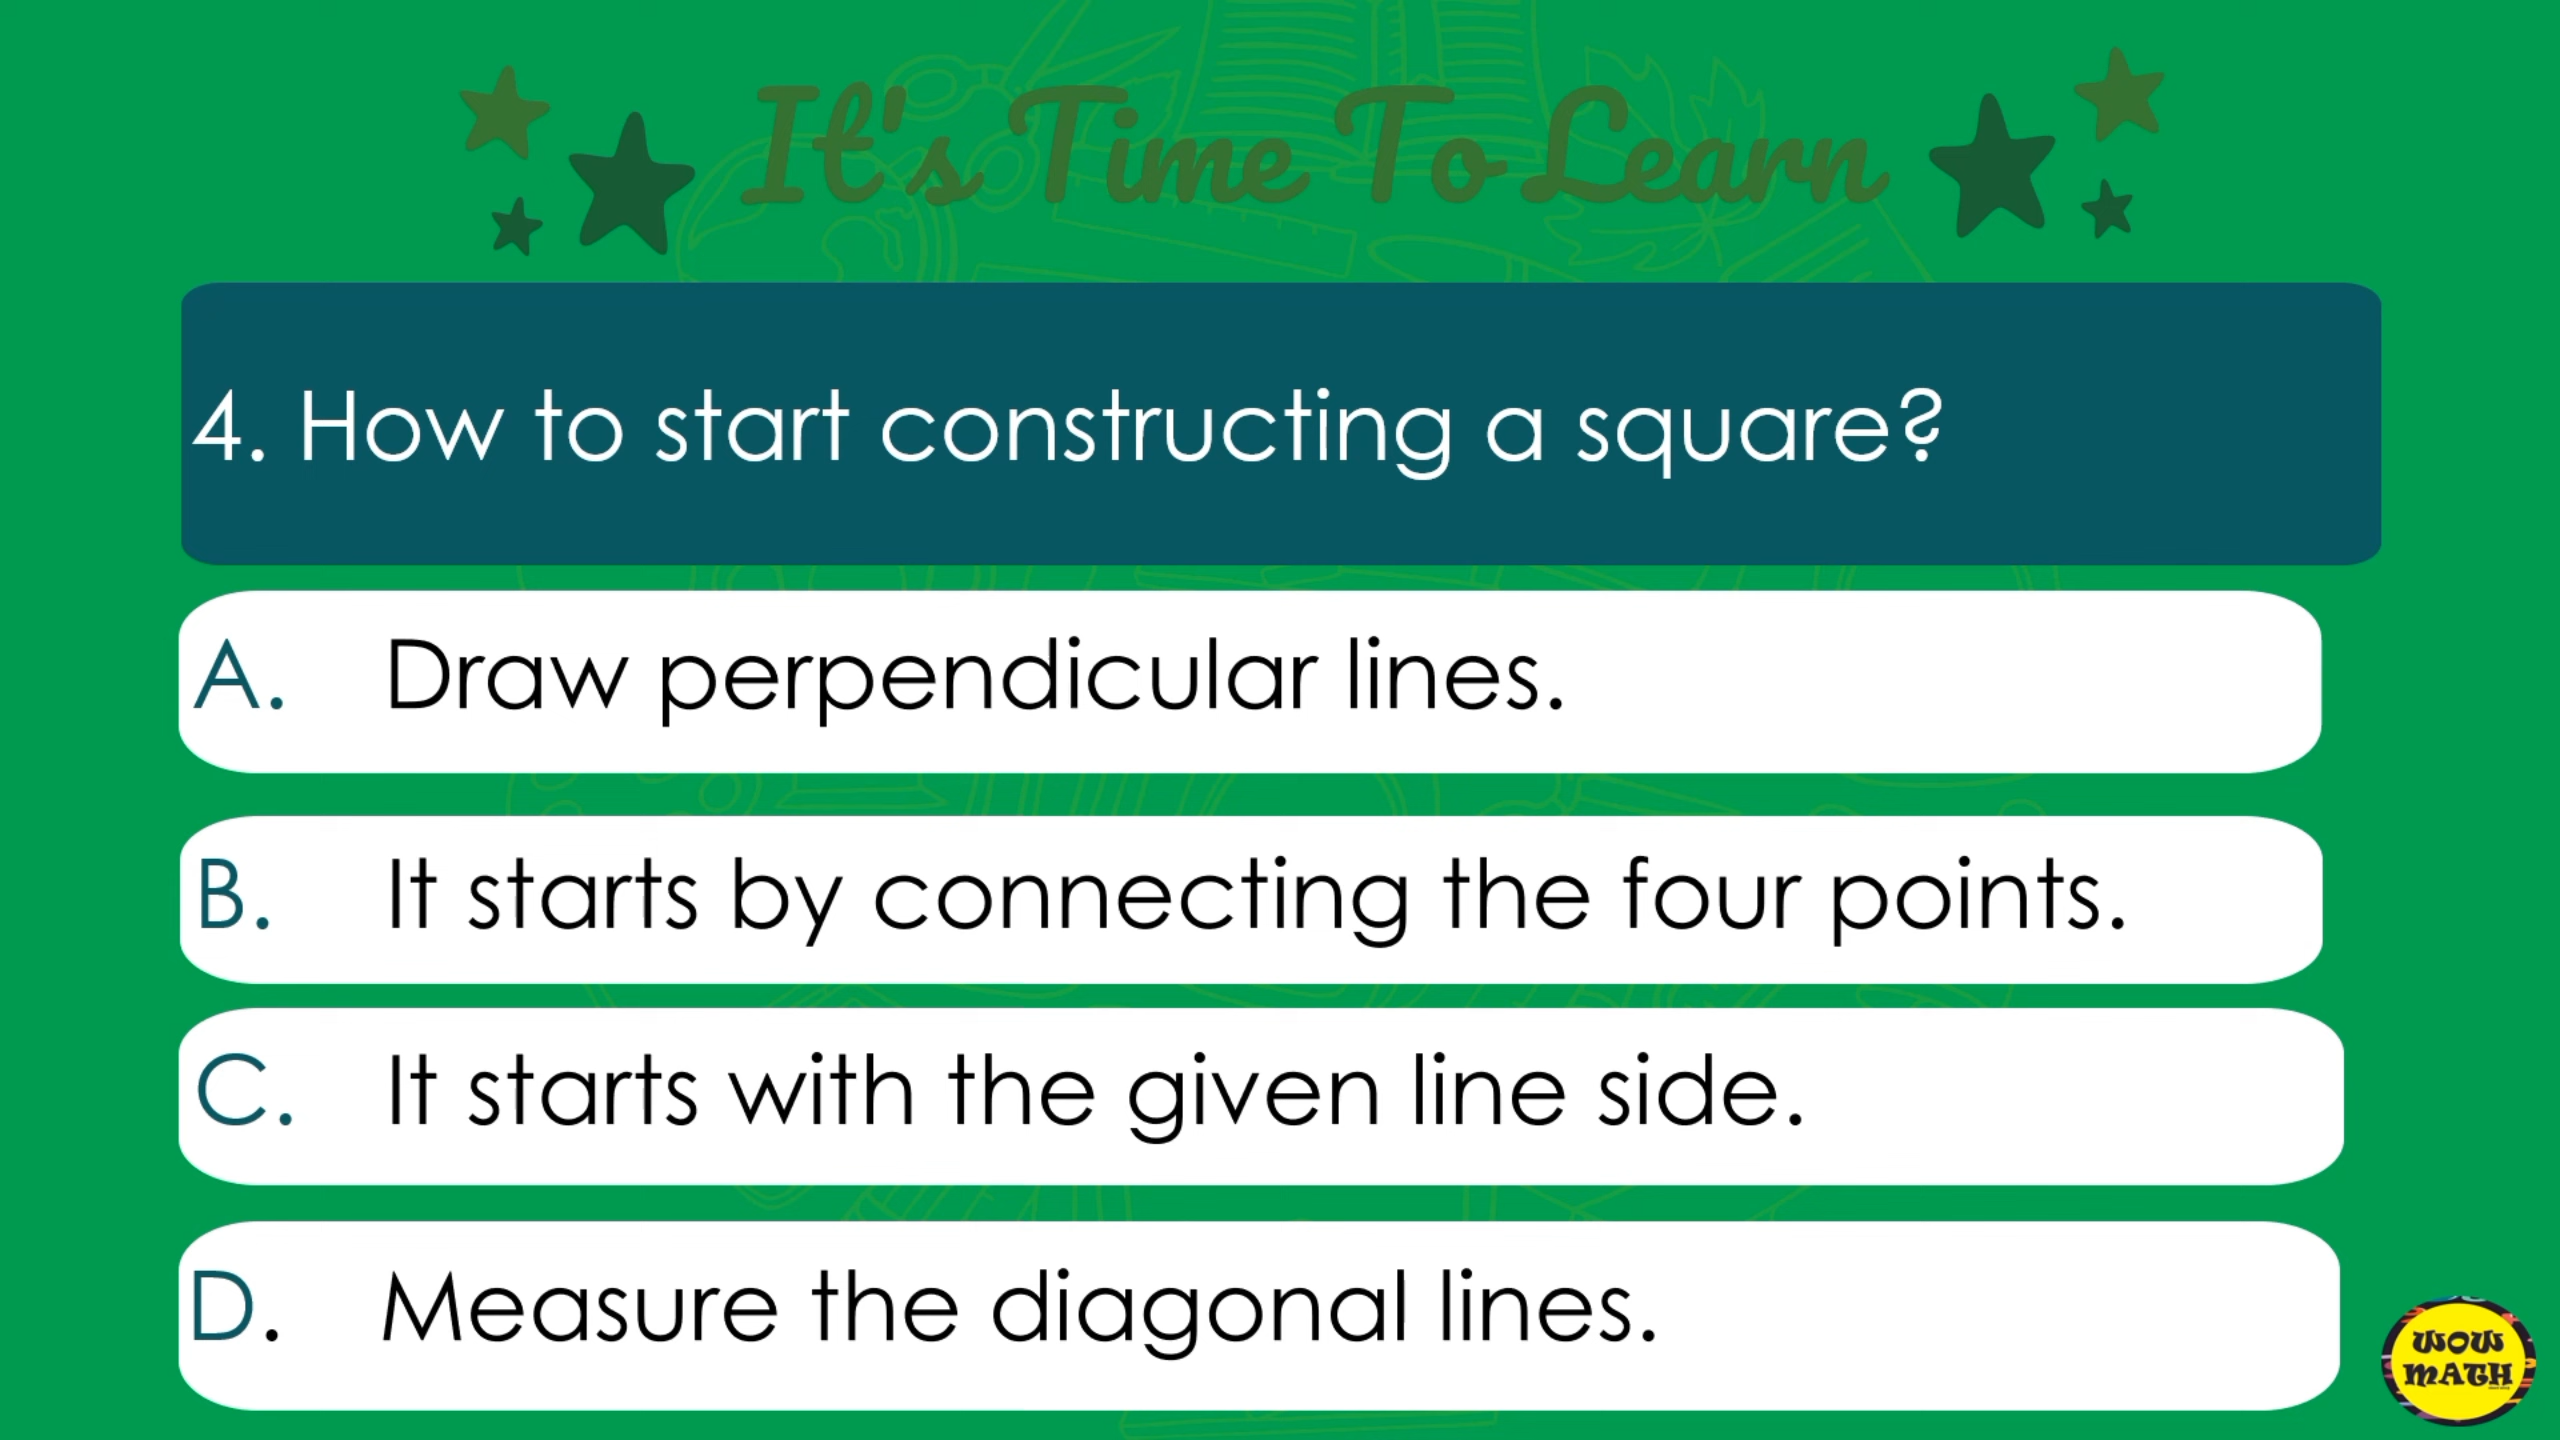 It's Time To Learn
4. How to start constructing a square?
A. Draw perpendicular lines.
B. It starts by connecting the four points.
C. It starts with the given line side.
D. Measure the diagonal lines.
WOW
MATH